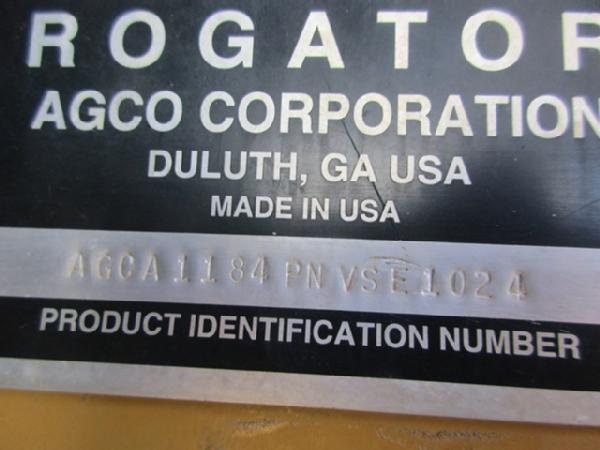 ROGATOR
AGCO CORPORATION
DULUTH, GA USA
MADE IN USA
AGCA1184PNVSE1024
PRODUCT IDENTIFICATION NUMBER